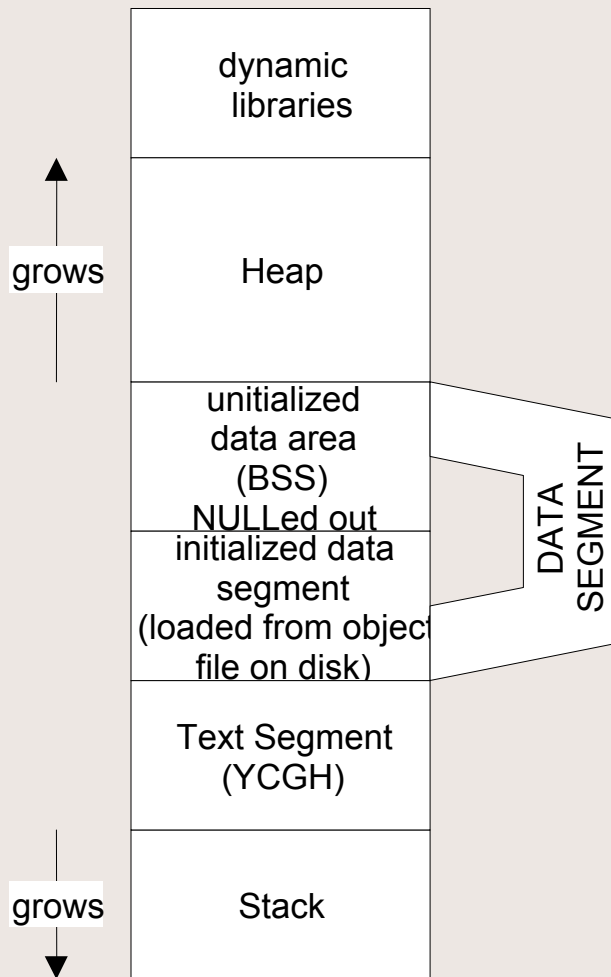 dynamic
libraries
grows
Heap
unitialized
data area
(BSS)
NULLed out
initialized data
segment
(loaded from object
file on disk)
DATA
SEGMENT
Text Segment
(YCGH)
grows
Stack